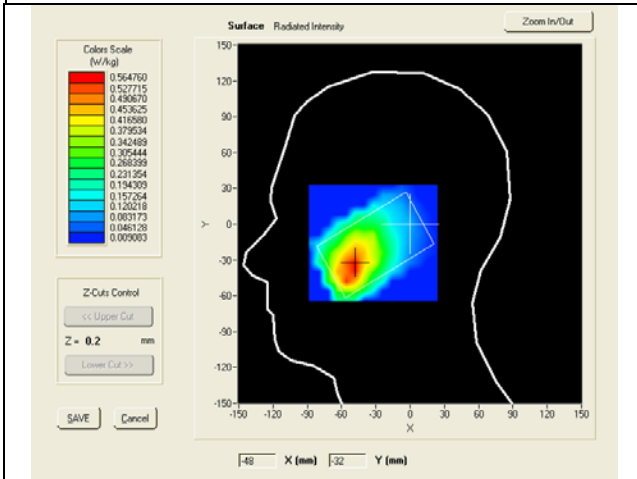 Surface Radiated Intensity
Zoom In/Out
Colors Scale
(W/kg)
0.564760
0.527715
0.490670
0.453625
0.416580
0.379534
0.342489
0.305444
0.268399
0.231354
0.194309
0.157264
0.120218
0.083173
0.046128
0.009083
150
120
90
60
30
0
-30
-60
-90
-120
-150
Y
-150 -120 -90 -60 -30 0 30 60 90 120 150
X
Z-Cuts Control
<< Upper Cut
Z = 0.2 mm
Lower Cut >>
SAVE Cancel
-48 X (mm) -32 Y (mm)